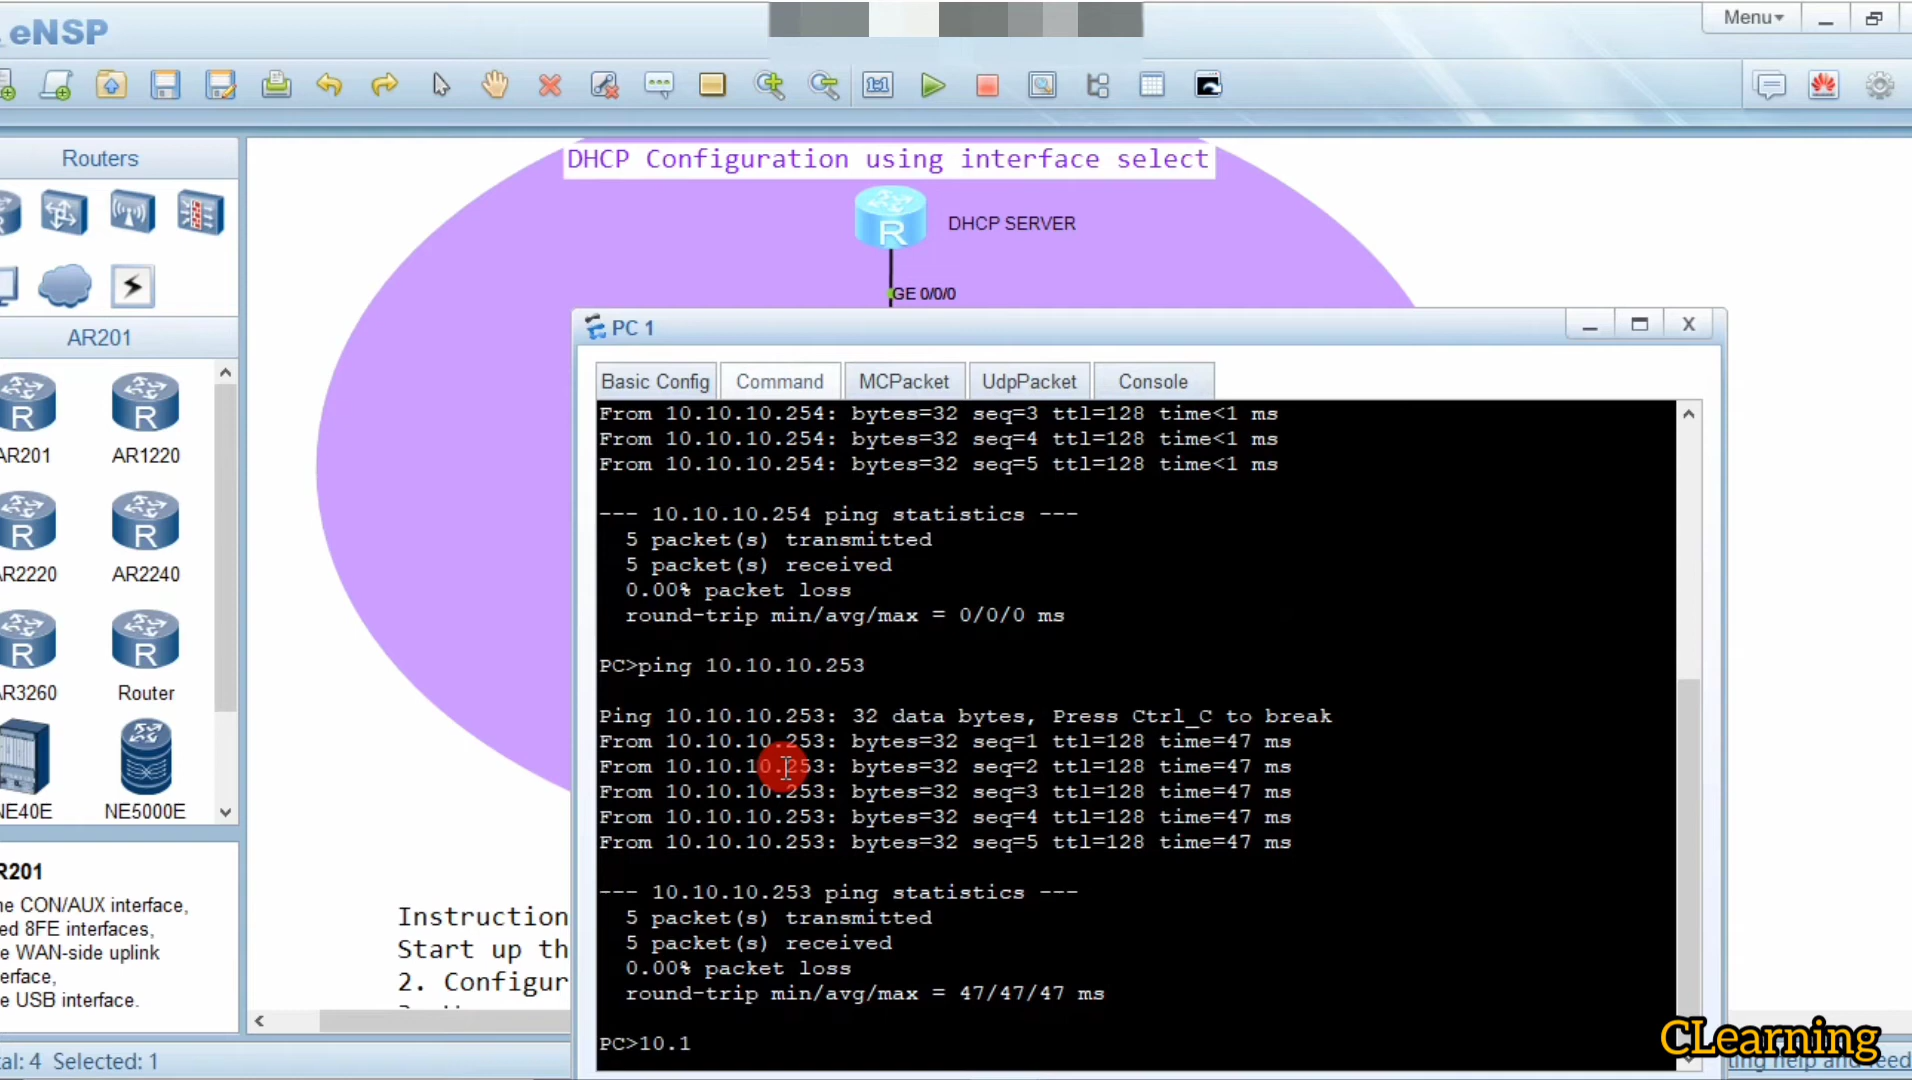 eNSP
Menu
Routers
DHCP Configuration using interface select
DHCP SERVER
GE 0/0/0
AR201
AR201
AR1220
AR2220
AR2240
AR3260
Router
NE40E
NE5000E
R201
ne CON/AUX interface,
ed 8FE interfaces,
e WAN-side uplink
erface,
e USB interface.
Instruction
Start up th
2. Configur
PC 1
Basic Config
Command
MCPacket
UdpPacket
Console
From 10.10.10.254: bytes=32 seq=3 ttl=128 time<1 ms
From 10.10.10.254: bytes=32 seq=4 ttl=128 time<1 ms
From 10.10.10.254: bytes=32 seq=5 ttl=128 time<1 ms
--- 10.10.10.254 ping statistics ---
5 packet(s) transmitted
5 packet(s) received
0.00% packet loss
round-trip min/avg/max = 0/0/0 ms
PC>ping 10.10.10.253
Ping 10.10.10.253: 32 data bytes, Press Ctrl_C to break
From 10.10.10.253: bytes=32 seq=1 ttl=128 time=47 ms
From 10.10.10.253: bytes=32 seq=2 ttl=128 time=47 ms
From 10.10.10.253: bytes=32 seq=3 ttl=128 time=47 ms
From 10.10.10.253: bytes=32 seq=4 ttl=128 time=47 ms
From 10.10.10.253: bytes=32 seq=5 ttl=128 time=47 ms
--- 10.10.10.253 ping statistics ---
5 packet(s) transmitted
5 packet(s) received
0.00% packet loss
round-trip min/avg/max = 47/47/47 ms
PC>10.1
CLearning
tal: 4 Selected: 1
ting help and feed